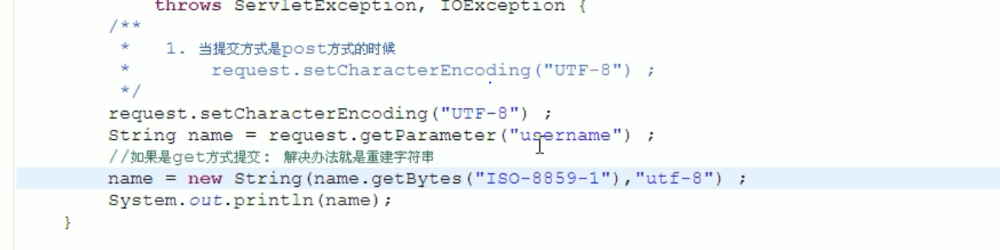 throws ServletException, IOException {
/**
 *   1. 当提交方式是post方式的时候
 *       request.setCharacterEncoding("UTF-8") ;
 */
request.setCharacterEncoding("UTF-8") ;
String name = request.getParameter("username") ;
//如果是get方式提交: 解决办法就是重建字符串
name = new String(name.getBytes("ISO-8859-1"),"utf-8") ;
System.out.println(name);
}